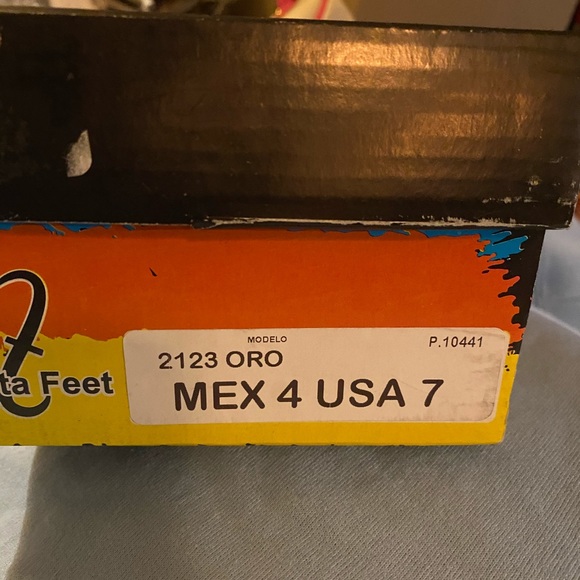 MODELO
P.10441
2123 ORO
ta Feet
MEX 4 USA 7